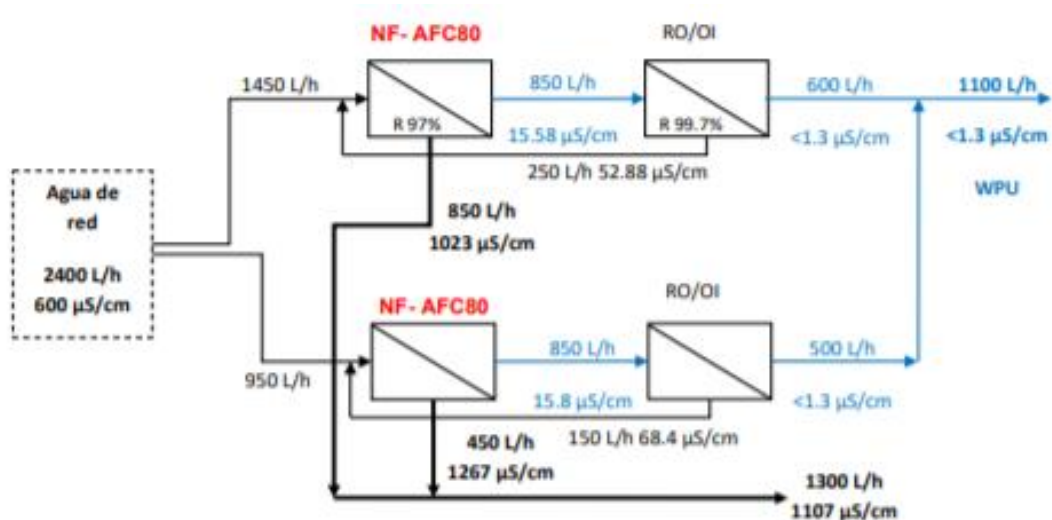 NF- AFC80
RO/OI
1450 L/h
850 L/h
600 L/h
1100 L/h
R 97%
R 99.7%
15.58 µS/cm
<1.3 µS/cm
<1.3 µS/cm
250 L/h 52.88 µS/cm
WPU
Agua de
red
2400 L/h
600 µS/cm
850 L/h
1023 µS/cm
NF- AFC80
RO/OI
850 L/h
500 L/h
950 L/h
15.8 µS/cm
<1.3 µS/cm
150 L/h 68.4 µS/cm
450 L/h
1267 µS/cm
1300 L/h
1107 µS/cm